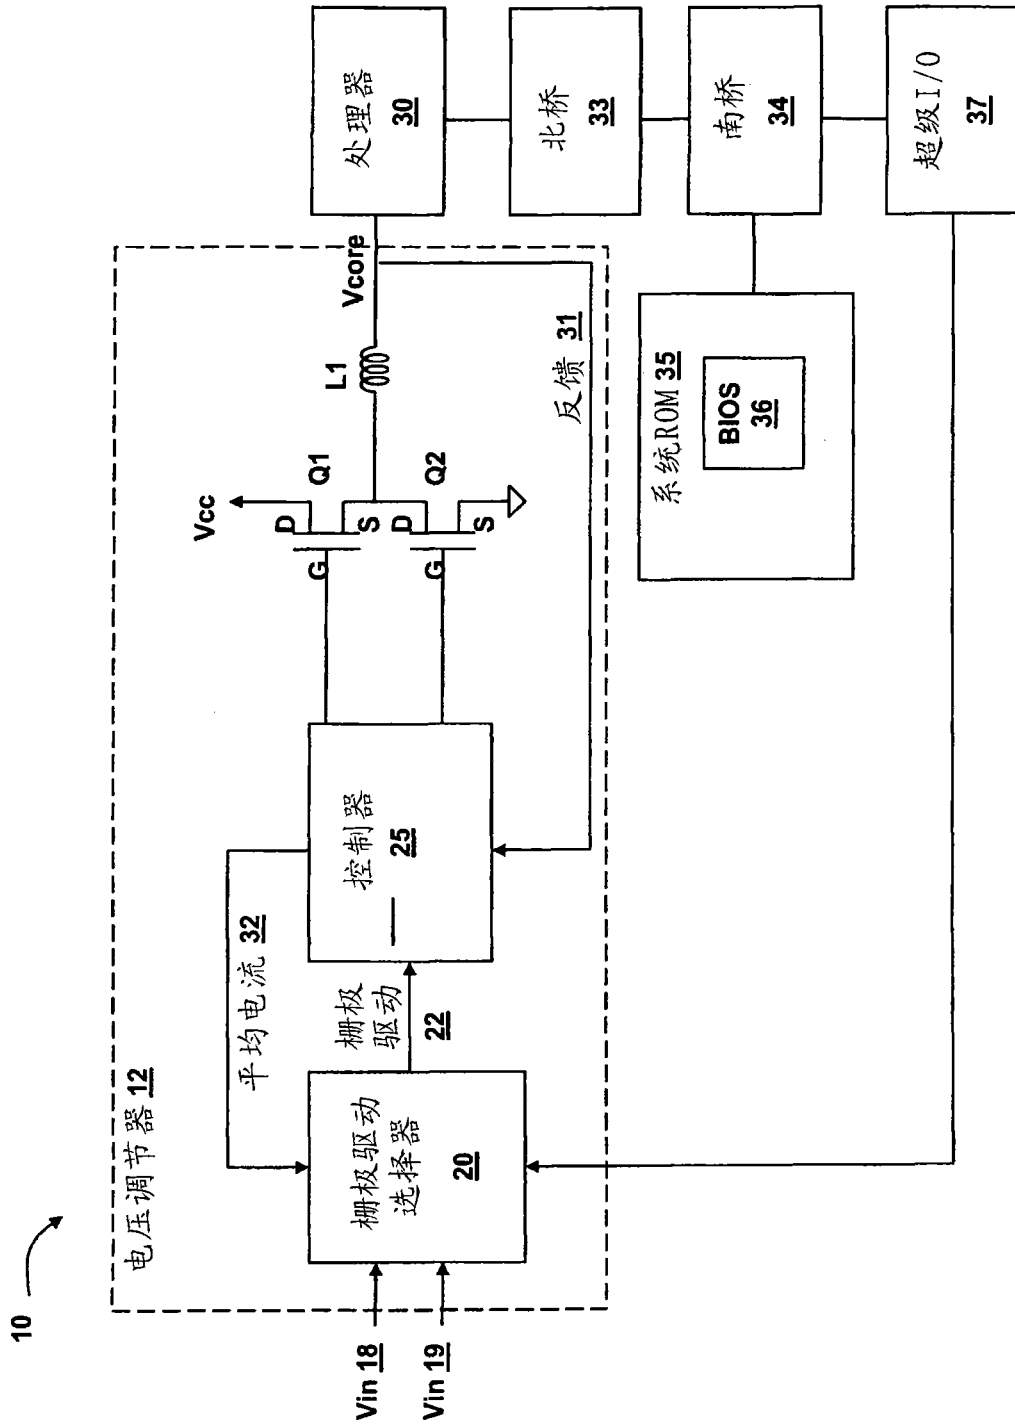 10
电压调节器 12
Vin 18
Vin 19
栅极驱动
选择器
20
平均电流 32
栅极
驱动
22
控制器
25
Vcc
D
G
S
Q1
D
G
S
Q2
L1
Vcore
反馈 31
处理器
30
北桥
33
南桥
34
超级I/O
37
系统ROM 35
BIOS
36